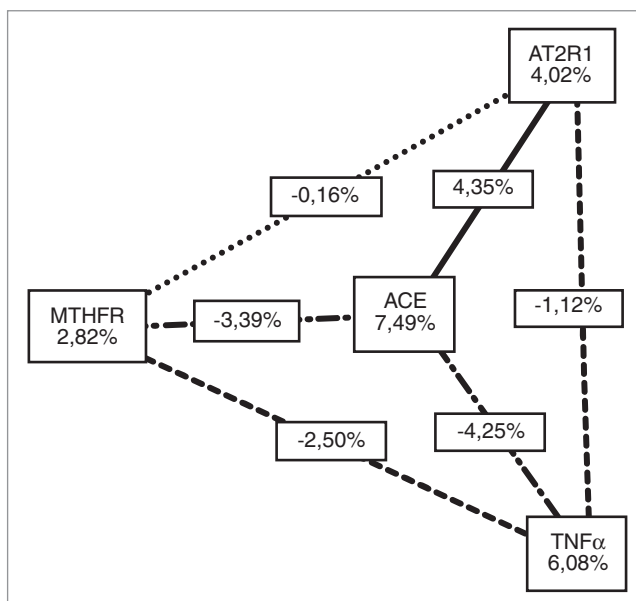 AT2R1
4,02%
-0,16%
4,35%
MTHFR
2,82%
-3,39%
ACE
7,49%
-1,12%
-2,50%
-4,25%
TNFα
6,08%